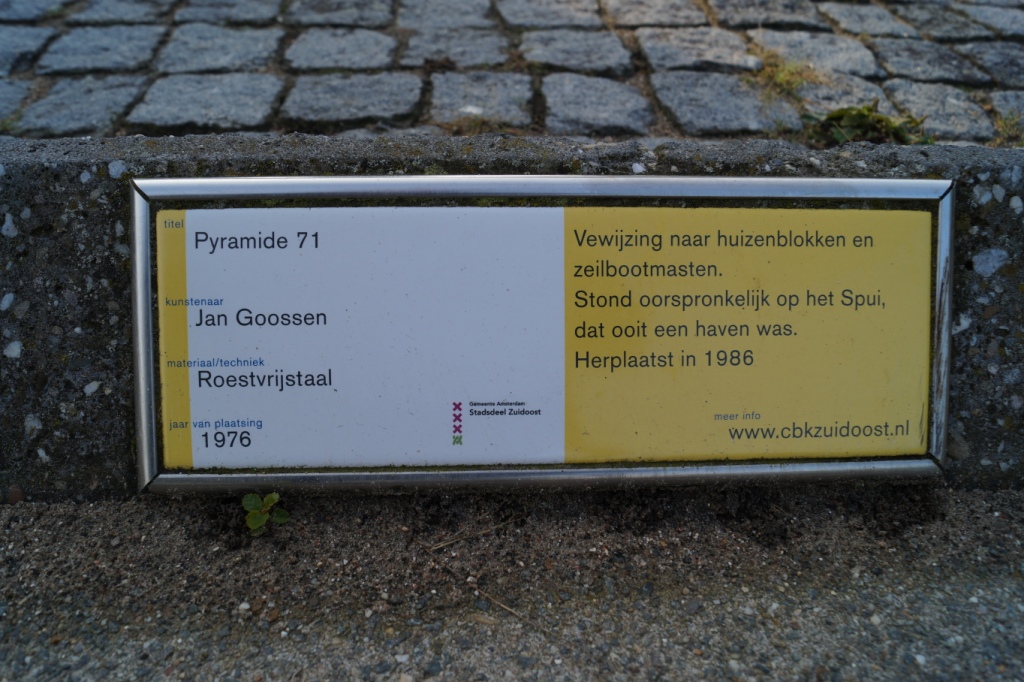 titel
Pyramide 71
kunstenaar
Jan Goossen
materiaal/techniek
Roestvrijstaal
jaar van plaatsing
1976
Gemeente Amsterdam
Stadsdeel Zuidoost
Vewijzing naar huizenblokken en
zeilbootmasten.
Stond oorspronkelijk op het Spui,
dat ooit een haven was.
Herplaatst in 1986
meer info
www.cbkzuidoost.nl